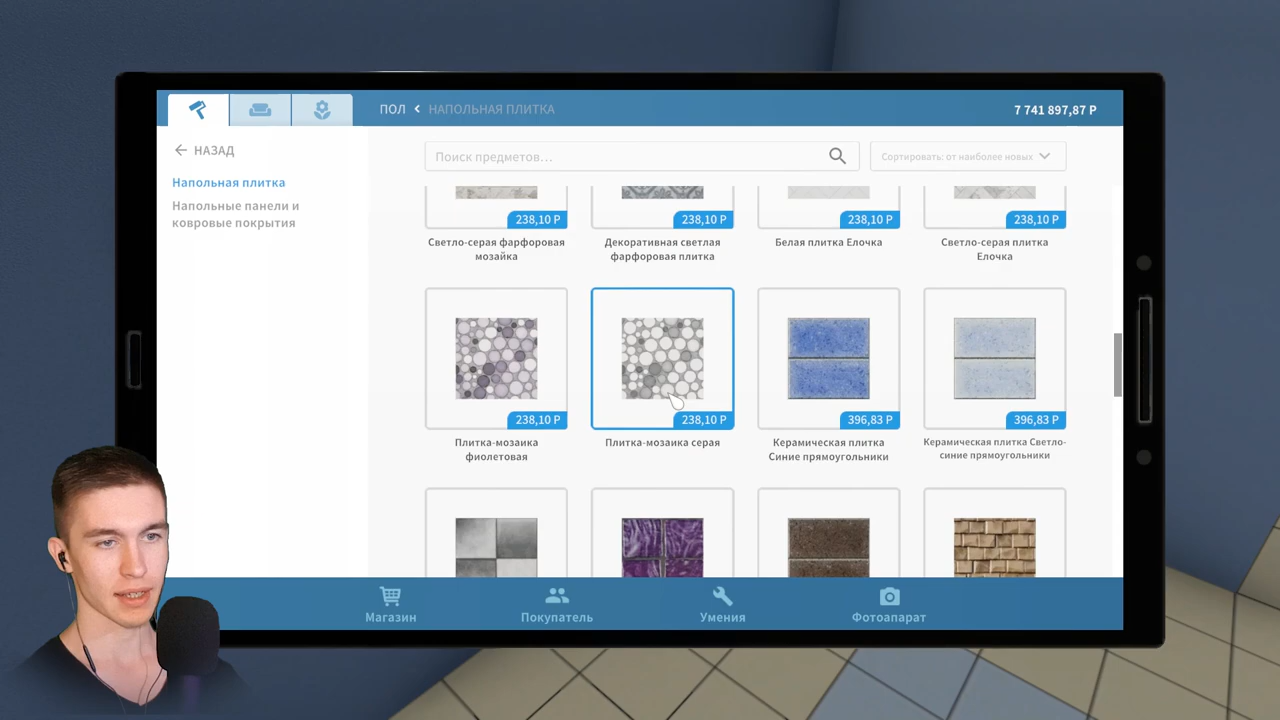 ПОЛ НАПОЛЬНАЯ ПЛИТКА
7 741 897,87 Р
НАЗАД
Напольная плитка
Напольные панели и
ковровые покрытия
Поиск предметов...
Сортировать: от наиболее новых
238,10 Р
238,10 Р
238,10 Р
238,10 Р
Светло-серая фарфоровая
мозайка
Декоративная светлая
фарфоровая плитка
Белая плитка Елочка
Светло-серая плитка
Елочка
238,10 Р
238,10 Р
396,83 Р
396,83 Р
Плитка-мозаика
фиолетовая
Плитка-мозаика серая
Керамическая плитка
Синие прямоугольники
Керамическая плитка Светло-
синие прямоугольники
Магазин
Покупатель
Умения
Фотоаппарат